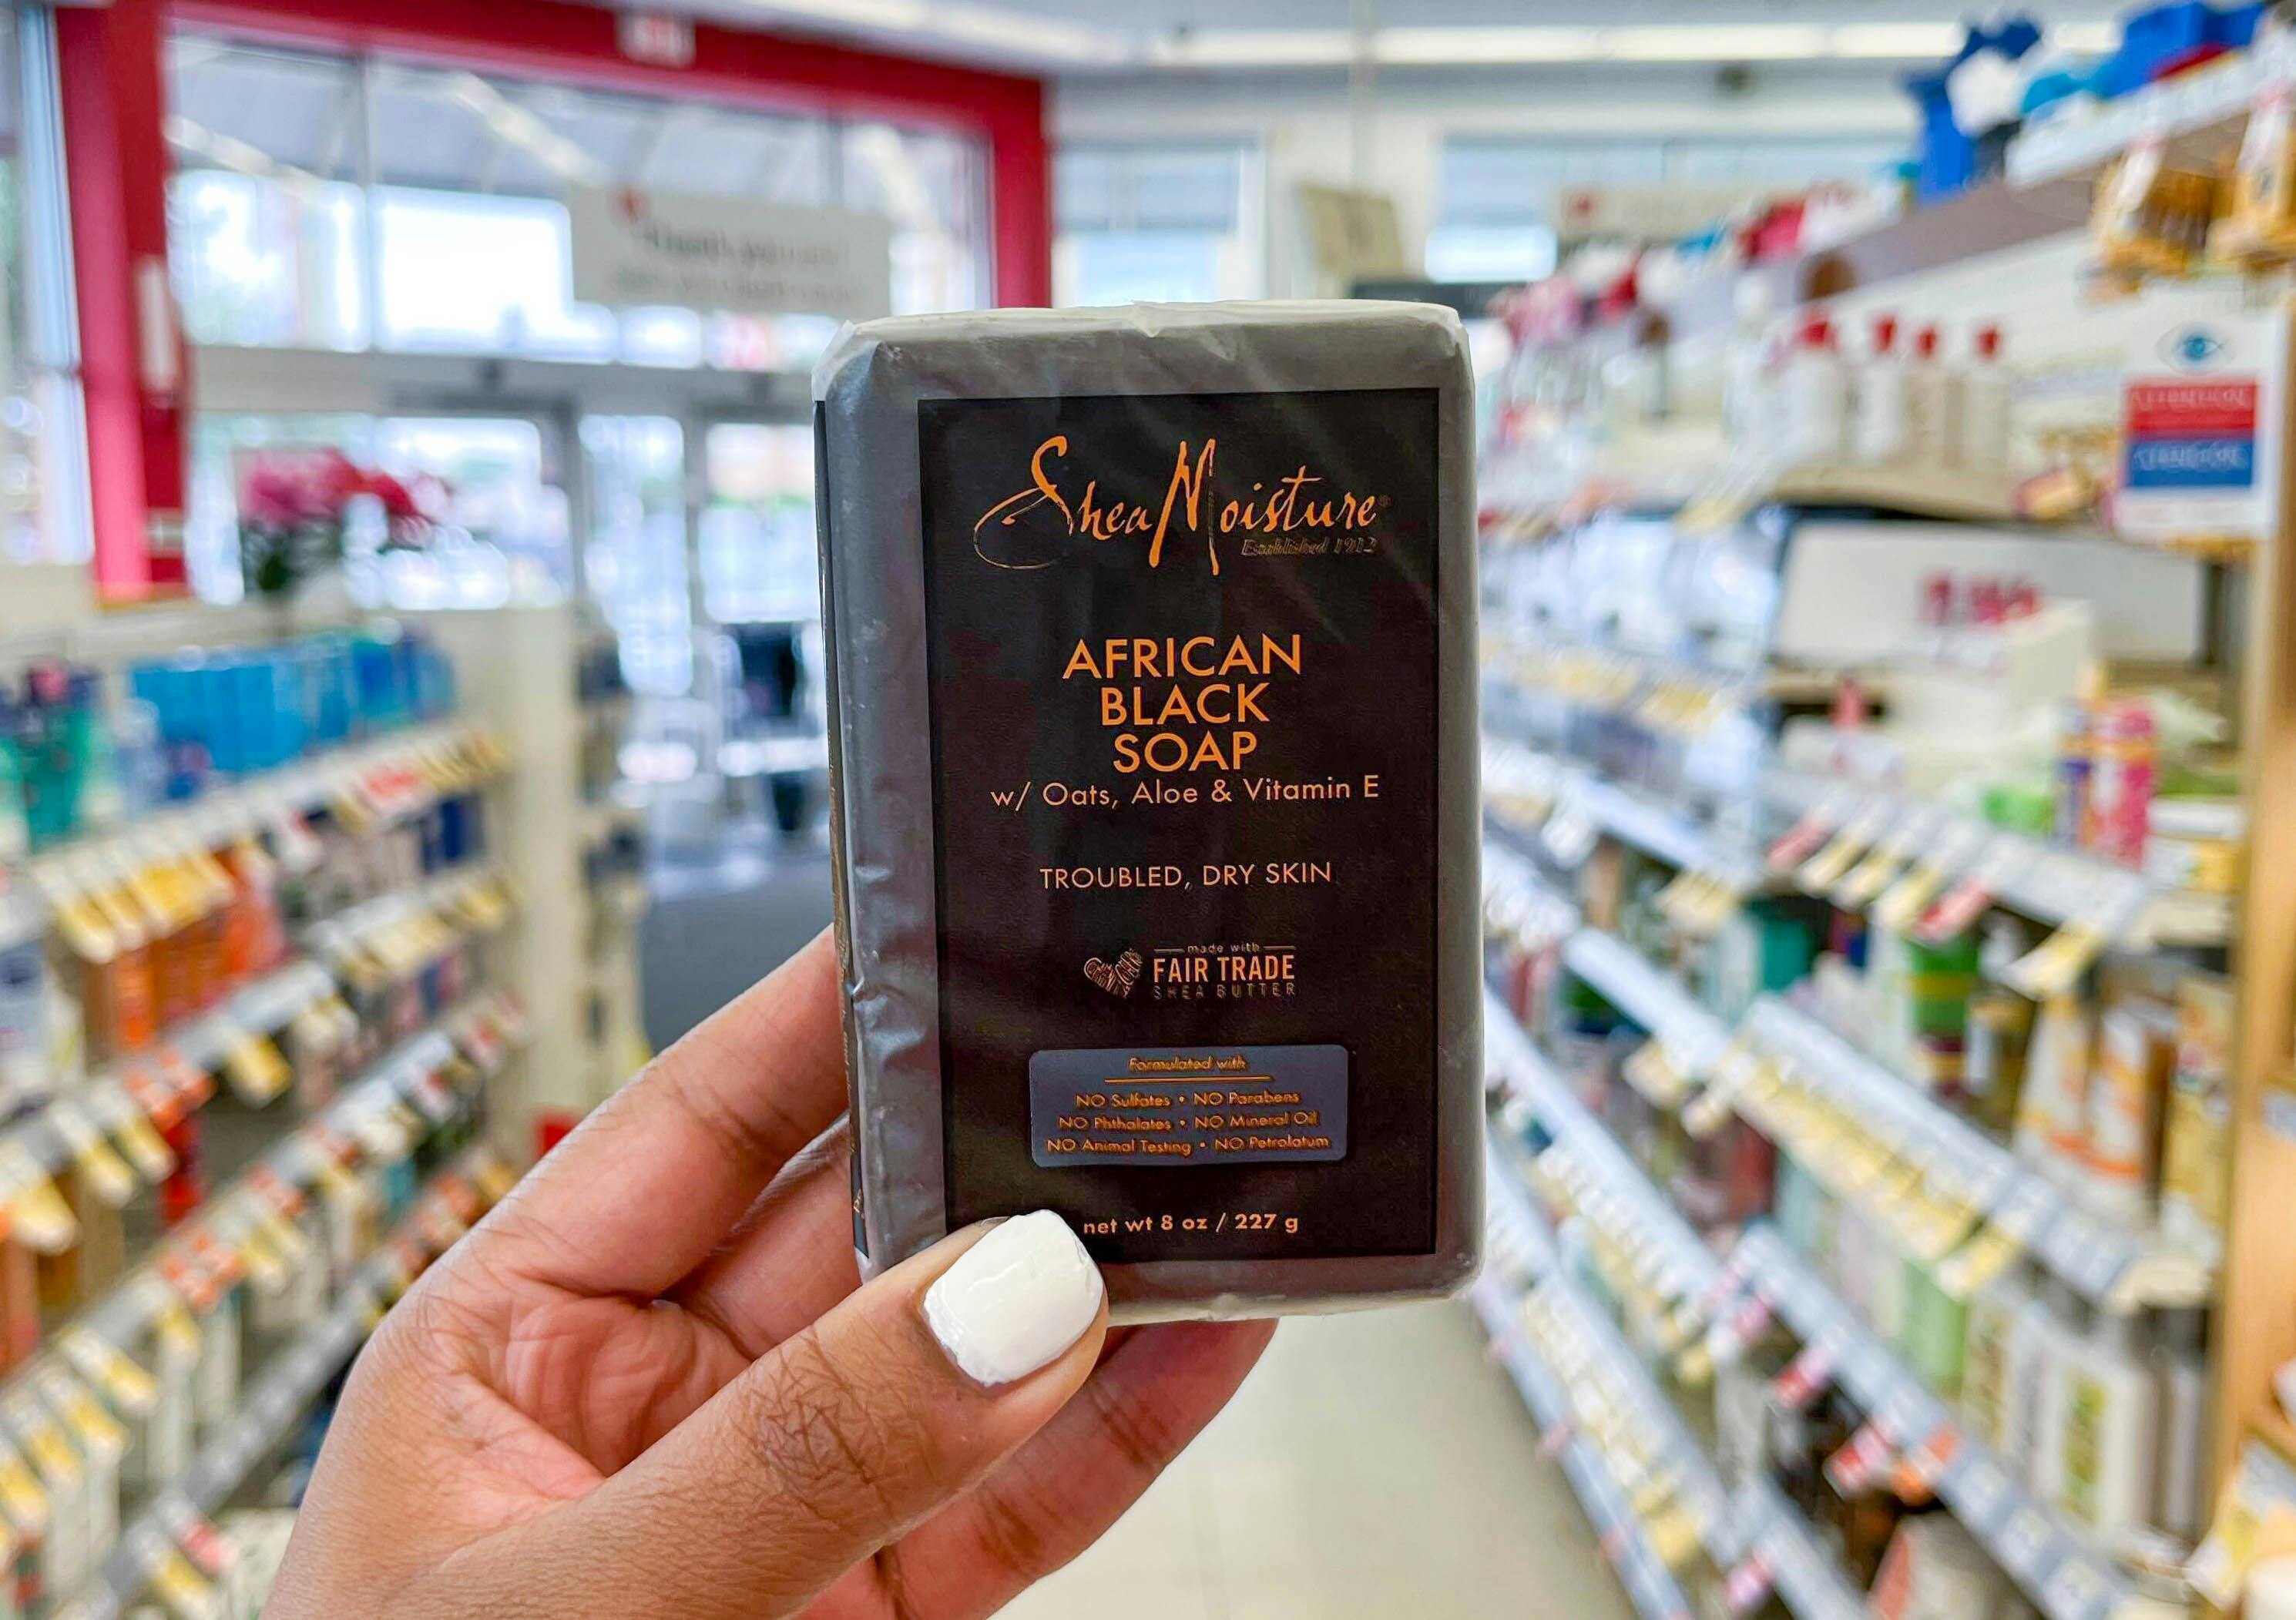 SheaMoisture®
Established 1912
AFRICAN
BLACK
SOAP
w/ Oats, Aloe & Vitamin E
TROUBLED, DRY SKIN
made with
FAIR TRADE
SHEA BUTTER
Formulated with
NO Sulfates • NO Parabens
NO Phthalates • NO Mineral Oil
NO Animal Testing • NO Petrolatum
net wt 8 oz / 227 g